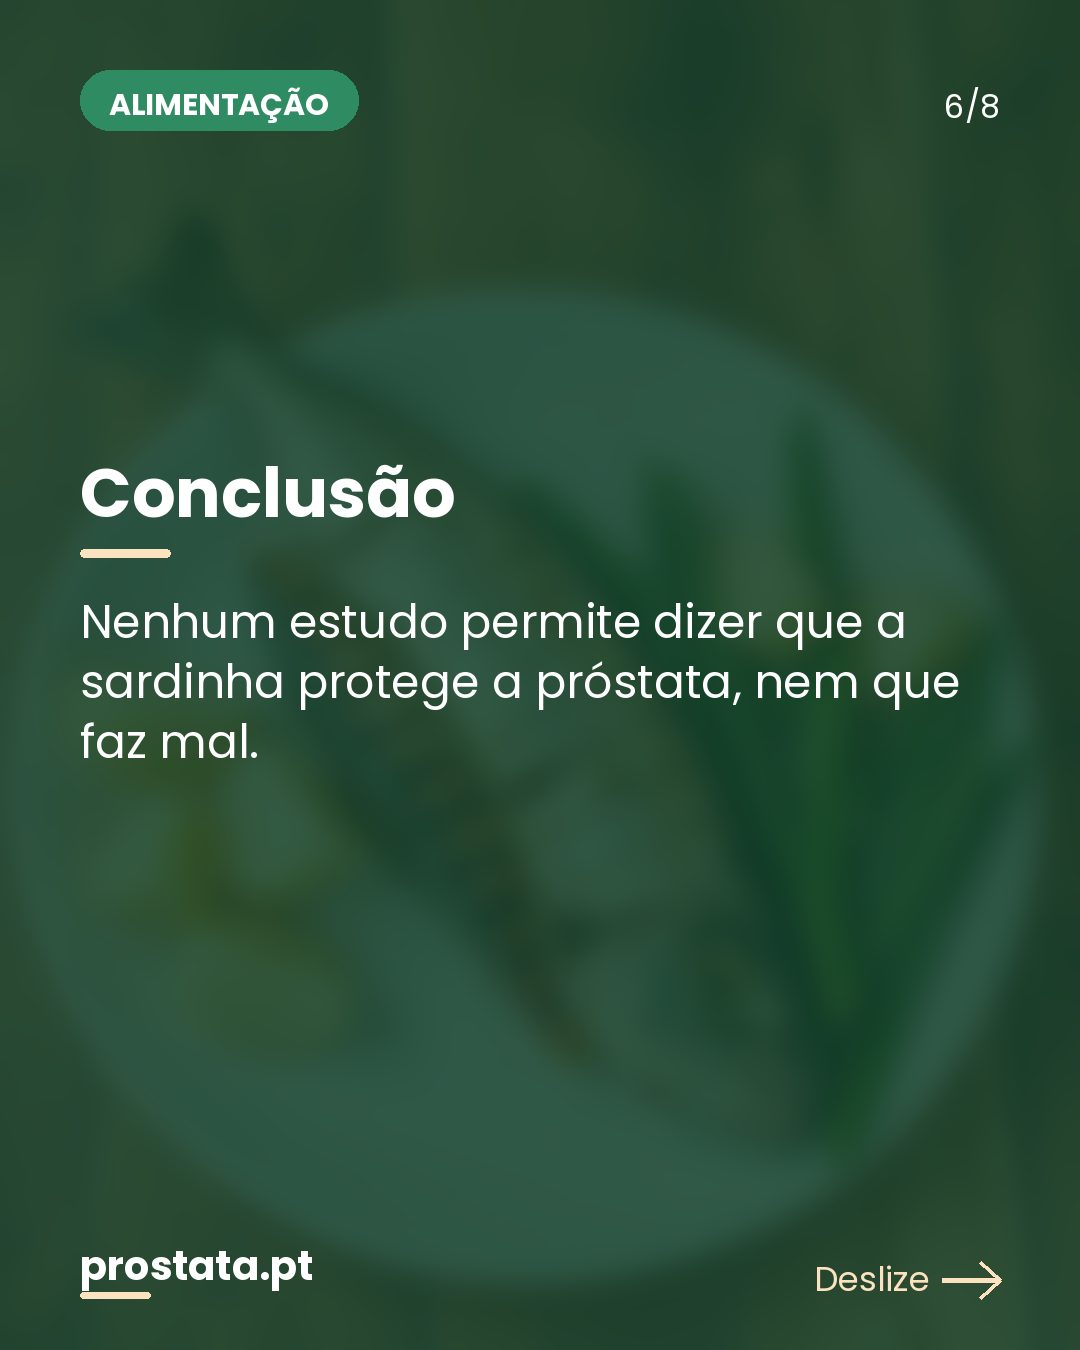 ALIMENTAÇÃO
6/8
Conclusão
Nenhum estudo permite dizer que a
sardinha protege a próstata, nem que
faz mal.
prostata.pt
Deslize